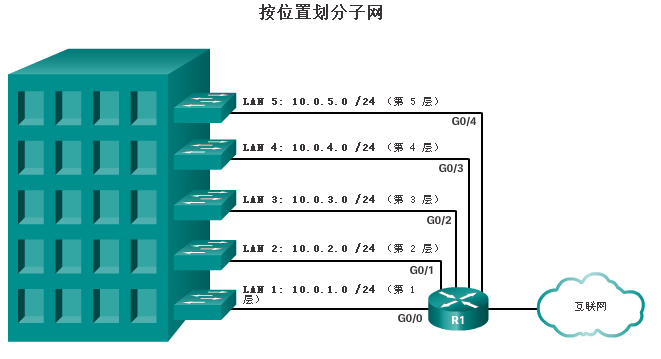 按位置划分子网
LAN 5: 10.0.5.0 /24 （第 5 层）
G0/4
LAN 4: 10.0.4.0 /24 （第 4 层）
G0/3
LAN 3: 10.0.3.0 /24 （第 3 层）
G0/2
LAN 2: 10.0.2.0 /24 （第 2 层）
G0/1
LAN 1: 10.0.1.0 /24 （第 1
层）
G0/0
R1
互联网